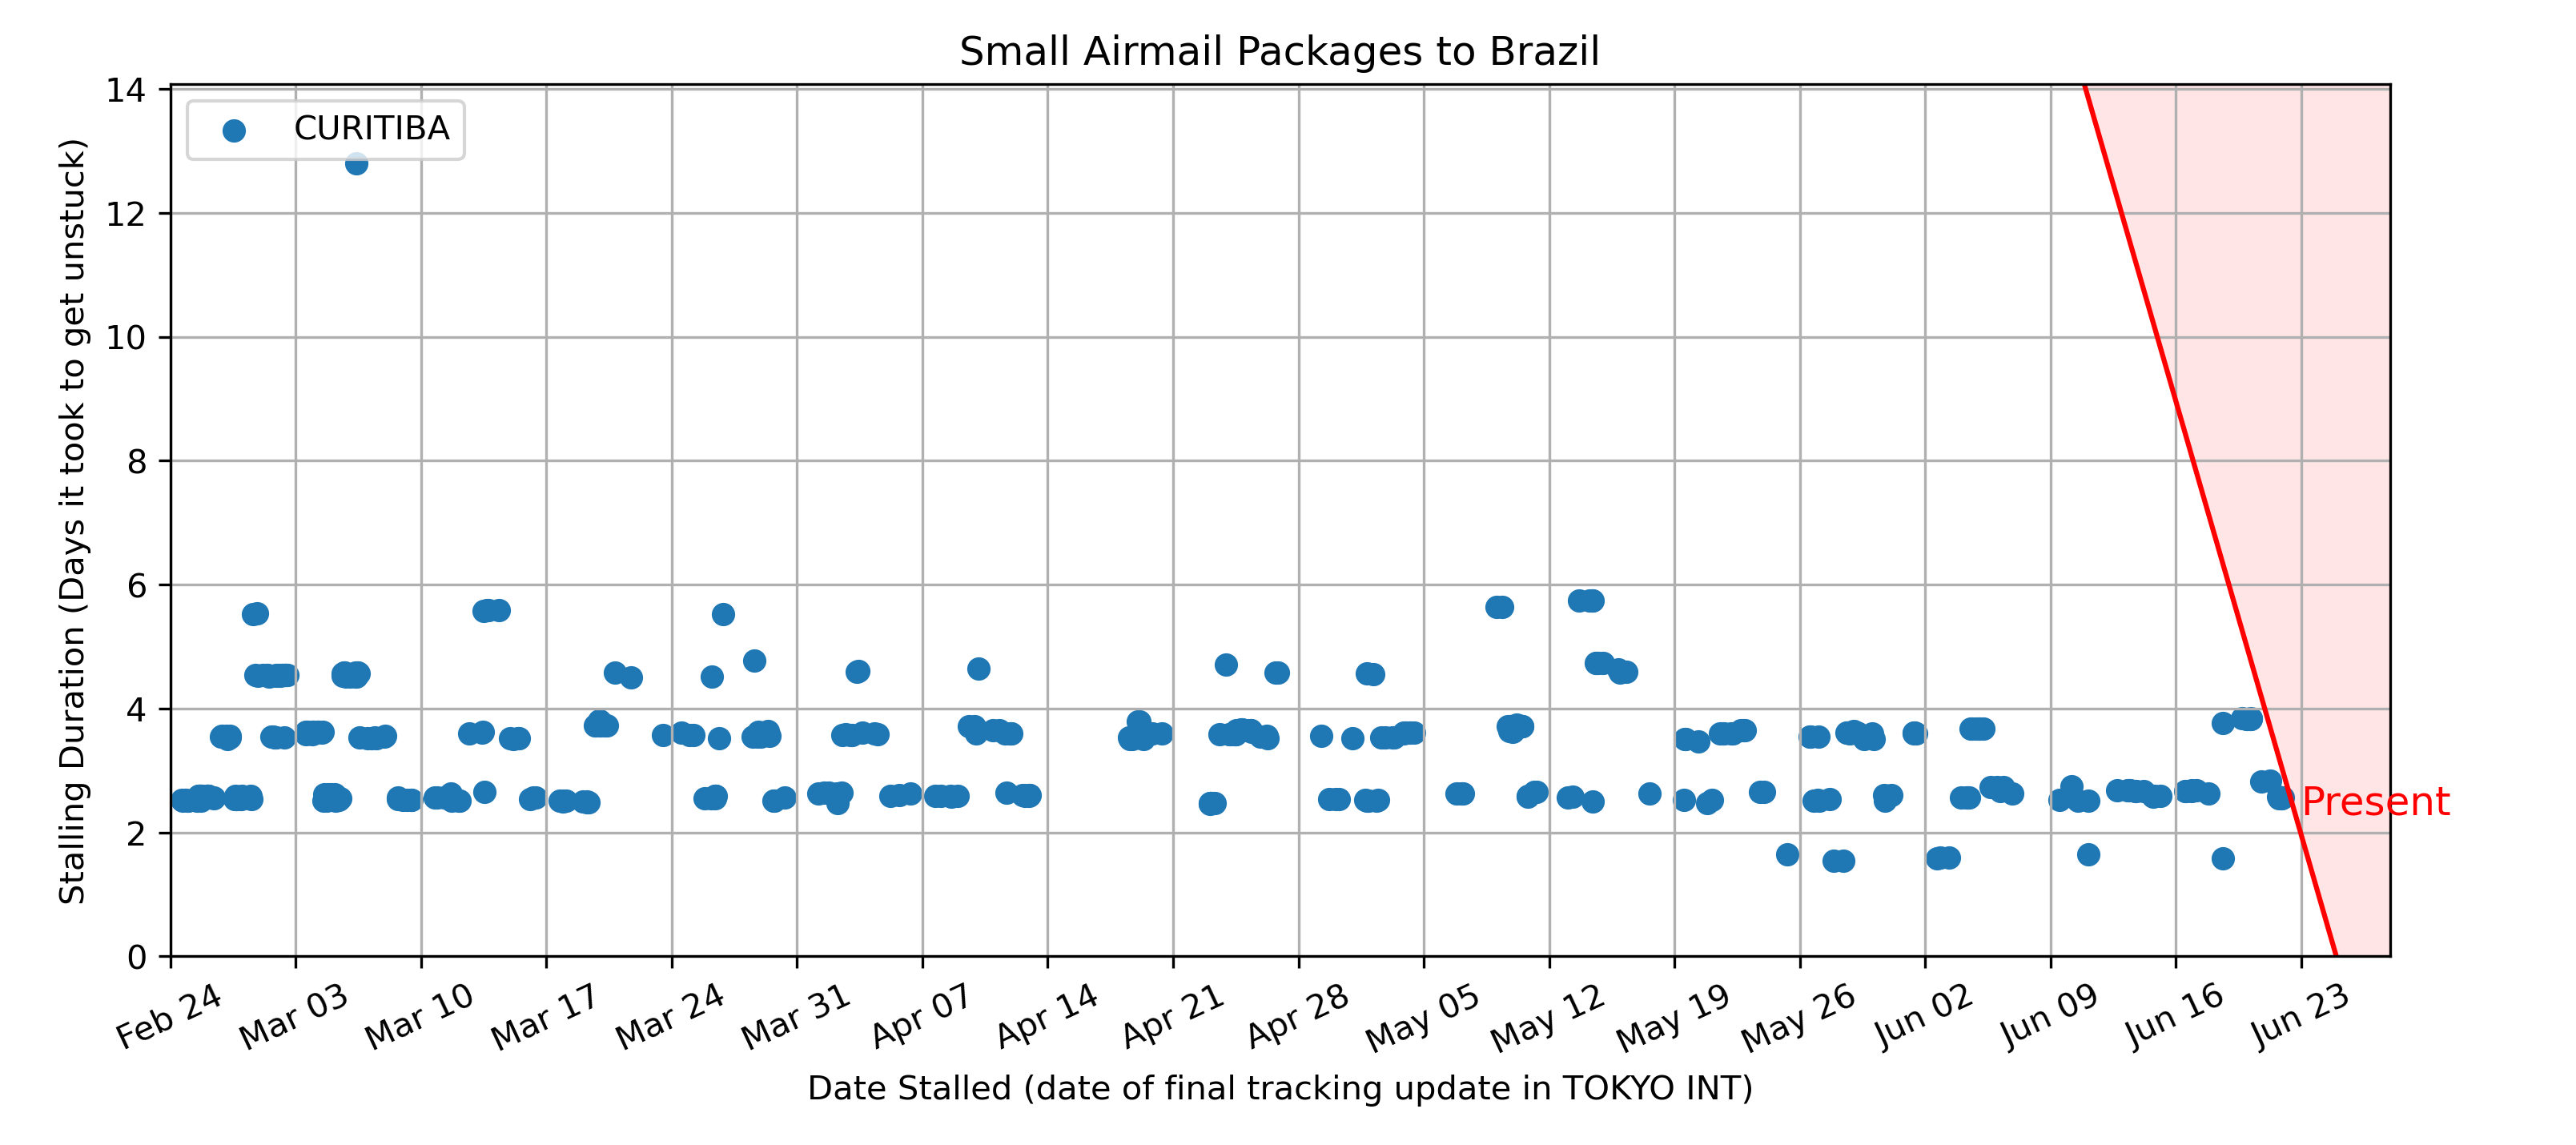 Small Airmail Packages to Brazil
CURITIBA
Stalling Duration (Days it took to get unstuck)
14
12
10
8
6
4
2
0
Present
Feb 24
Mar 03
Mar 10
Mar 17
Mar 24
Mar 31
Apr 07
Apr 14
Apr 21
Apr 28
May 05
May 12
May 19
May 26
Jun 02
Jun 09
Jun 16
Jun 23
Date Stalled (date of final tracking update in TOKYO INT)